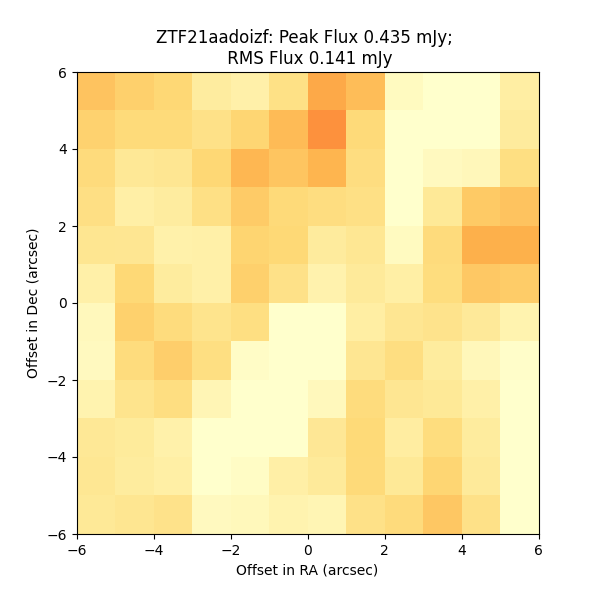 ZTF21aadoizf: Peak Flux 0.435 mJy;
RMS Flux 0.141 mJy
6
4
2
0
−2
−4
−6
Offset in Dec (arcsec)
−6 −4 −2 0 2 4 6
Offset in RA (arcsec)